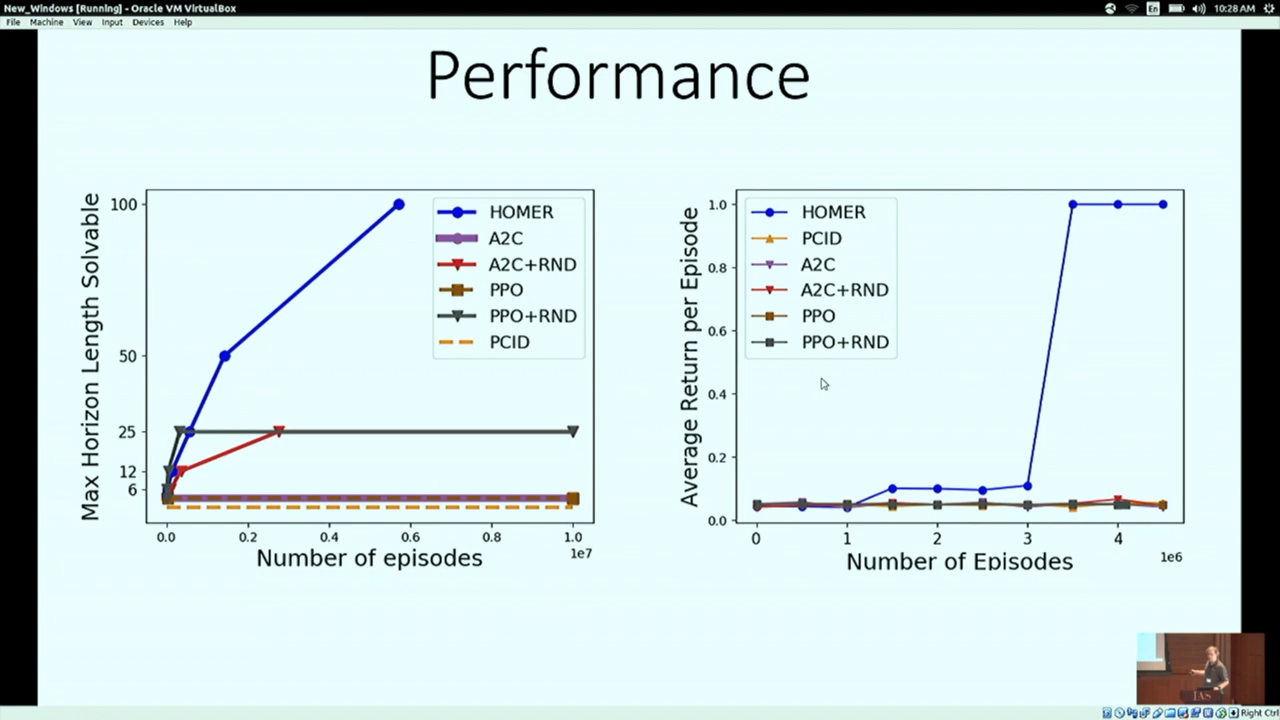 New_Windows [Running] - Oracle VM VirtualBox
En
10:28 AM
File Machine View Input Devices Help
Performance
Max Horizon Length Solvable
100
50
25
12
6
HOMER
A2C
A2C+RND
PPO
PPO+RND
PCID
0.0 0.2 0.4 0.6 0.8 1.0
1e7
Number of episodes
Average Return per Episode
1.0
0.8
0.6
0.4
0.2
0.0
HOMER
PCID
A2C
A2C+RND
PPO
PPO+RND
0 1 2 3 4
1e6
Number of Episodes
IAS
Right Ctrl